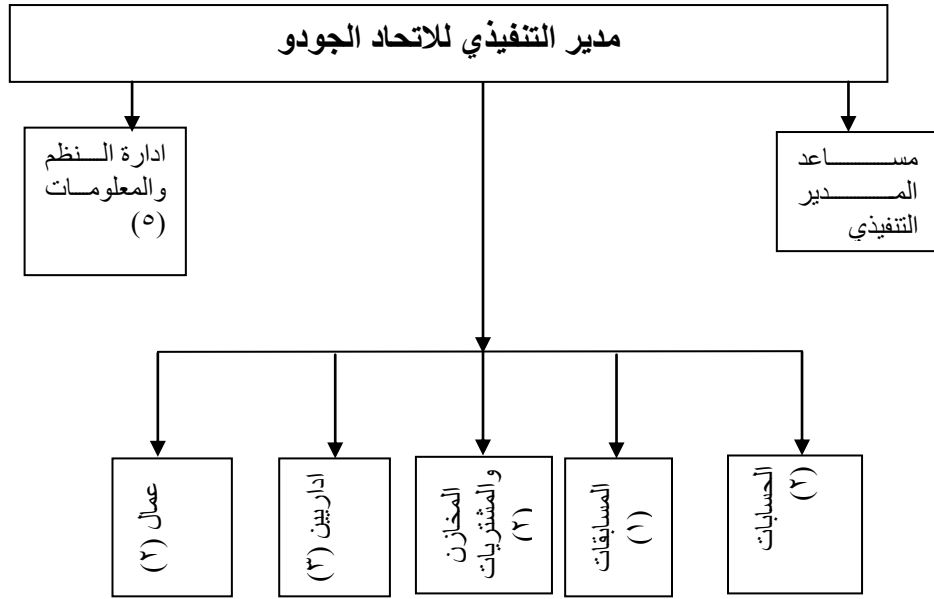 مدير التنفيذي للاتحاد الجودو
مساعد
المدير
التنفيذي
ادارة النظم
والمعلومات
(٥)
الحسابات
(٢)
المسابقات
(١)
المخازن
والمشتريات
(٢)
اداريين (٣)
عمال (٢)